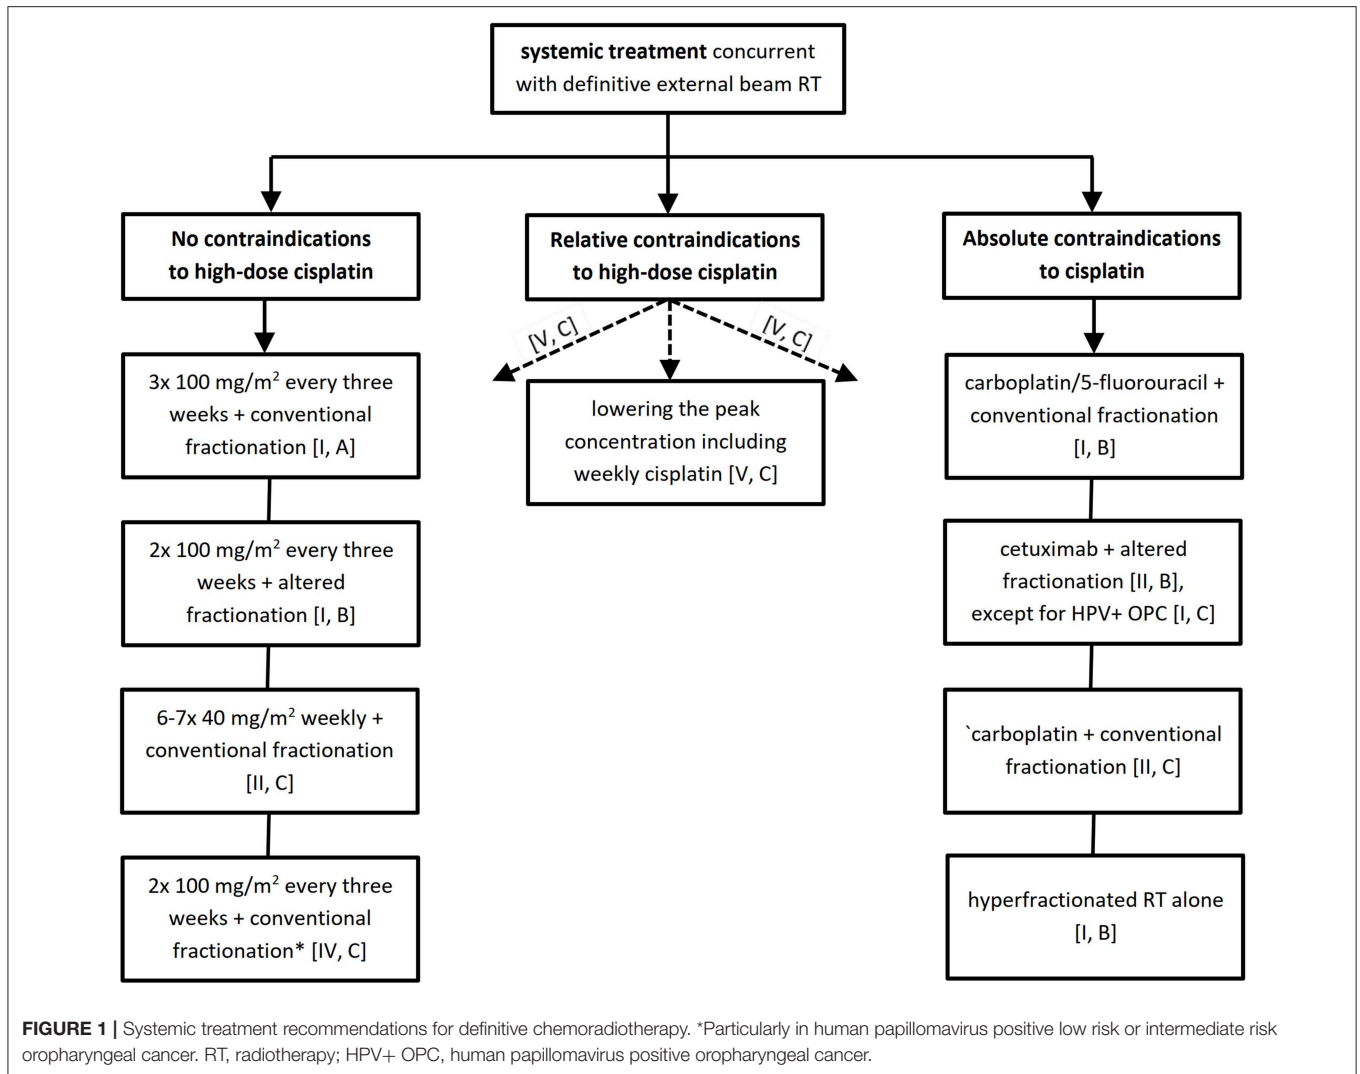 systemic treatment concurrent
with definitive external beam RT
No contraindications
to high-dose cisplatin
Relative contraindications
to high-dose cisplatin
Absolute contraindications
to cisplatin
[V, C]
[V, C]
3x 100 mg/m² every three
weeks + conventional
fractionation [I, A]
lowering the peak
concentration including
weekly cisplatin [V, C]
carboplatin/5-fluorouracil +
conventional fractionation
[I, B]
2x 100 mg/m² every three
weeks + altered
fractionation [I, B]
cetuximab + altered
fractionation [II, B],
except for HPV+ OPC [I, C]
6-7x 40 mg/m² weekly +
conventional fractionation
[II, C]
`carboplatin + conventional
fractionation [II, C]
2x 100 mg/m² every three
weeks + conventional
fractionation* [IV, C]
hyperfractionated RT alone
[I, B]
FIGURE 1 | Systemic treatment recommendations for definitive chemoradiotherapy. *Particularly in human papillomavirus positive low risk or intermediate risk
oropharyngeal cancer. RT, radiotherapy; HPV+ OPC, human papillomavirus positive oropharyngeal cancer.